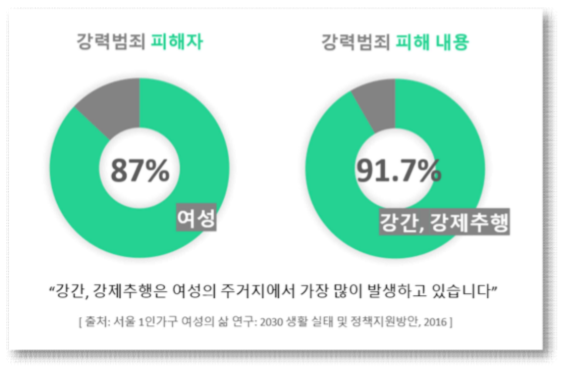 강력범죄 피해자
강력범죄 피해 내용
87%
91.7%
여성
강간, 강제추행
“강간, 강제추행은 여성의 주거지에서 가장 많이 발생하고 있습니다”
[ 출처: 서울 1인가구 여성의 삶 연구: 2030 생활 실태 및 정책지원방안, 2016 ]